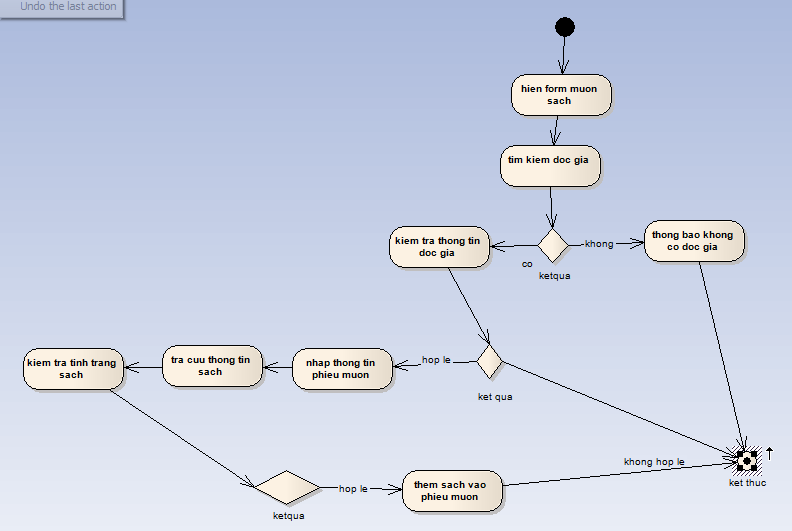 Undo the last action
hien form muon
sach
tim kiem doc gia
kiem tra thong tin
doc gia
co
ketqua
khong
thong bao khong
co doc gia
kiem tra tinh trang
sach
tra cuu thong tin
sach
nhap thong tin
phieu muon
hop le
ket qua
ketqua
hop le
them sach vao
phieu muon
khong hop le
ket thuc